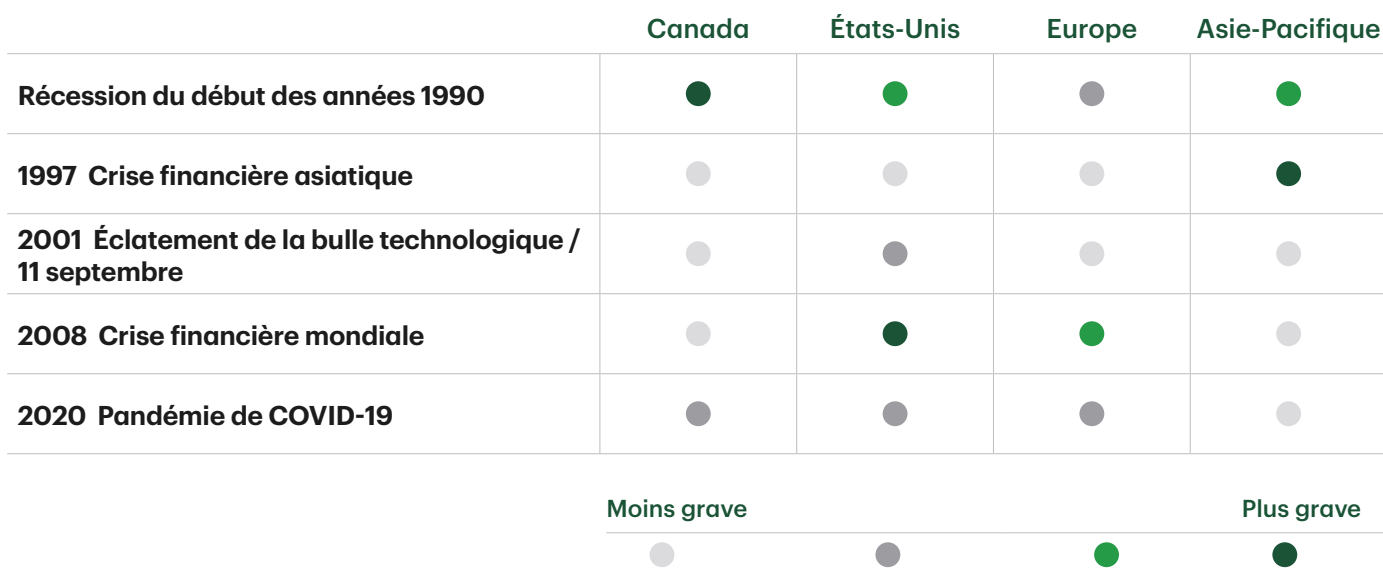 Canada États-Unis Europe Asie-Pacifique
Récession du début des années 1990
1997 Crise financière asiatique
2001 Éclatement de la bulle technologique /
11 septembre
2008 Crise financière mondiale
2020 Pandémie de COVID-19
Moins grave Plus grave